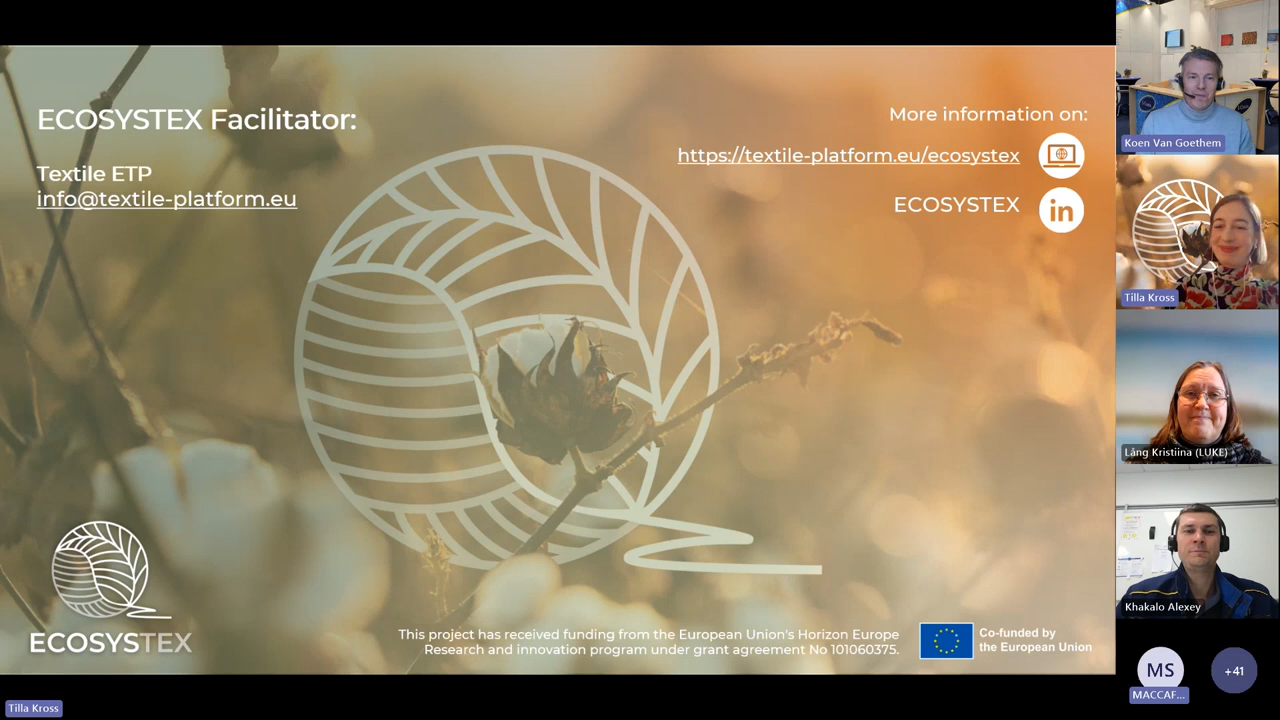 ECOSYSTEX Facilitator:
Textile ETP
info@textile-platform.eu
More information on:
https://textile-platform.eu/ecosystex
ECOSYSTEX
in
ECOSYSTEX
This project has received funding from the European Union's Horizon Europe
Research and innovation program under grant agreement No 101060375.
Co-funded by
the European Union
Koen Van Goethem
Tilla Kross
Lång Kristiina (LUKE)
Khakalo Alexey
MS
MACCAF...
+41
Tilla Kross